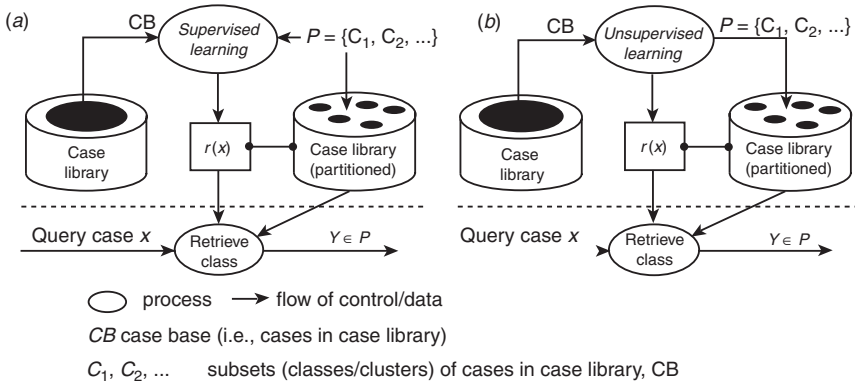 (a) CB Supervised learning P = {C₁, C₂, ...}
Case library
r(x)
Case library (partitioned)
Query case x
Retrieve class
Y ∈ P
(b) CB Unsupervised learning P = {C₁, C₂, ...}
Case library
r(x)
Case library (partitioned)
Query case x
Retrieve class
Y ∈ P
process flow of control/data
CB case base (i.e., cases in case library)
C₁, C₂, ... subsets (classes/clusters) of cases in case library, CB